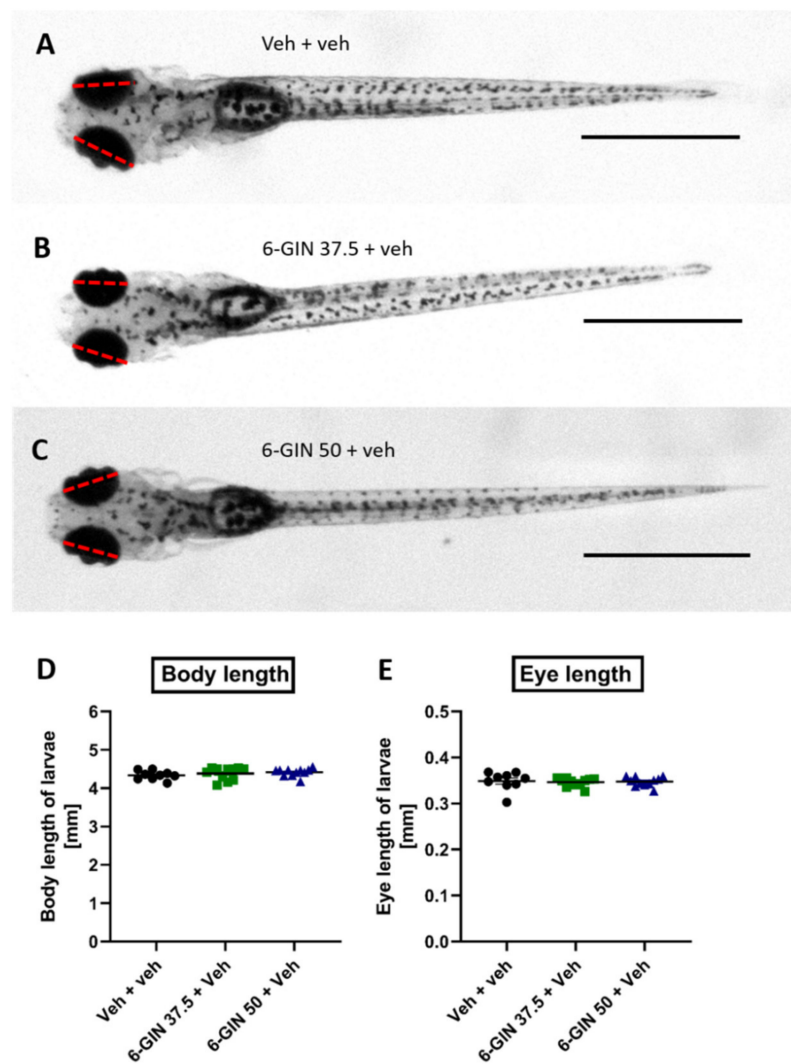 A
Veh + veh
B
6-GIN 37.5 + veh
C
6-GIN 50 + veh
D
Body length
Body length of larvae
[mm]
6
5
4
3
2
1
0
Veh + veh
6-GIN 37.5 + Veh
6-GIN 50 + Veh
E
Eye length
Eye length of larvae
[mm]
0.5
0.4
0.3
0.2
0.1
0.0
Veh + veh
6-GIN 37.5 + Veh
6-GIN 50 + Veh